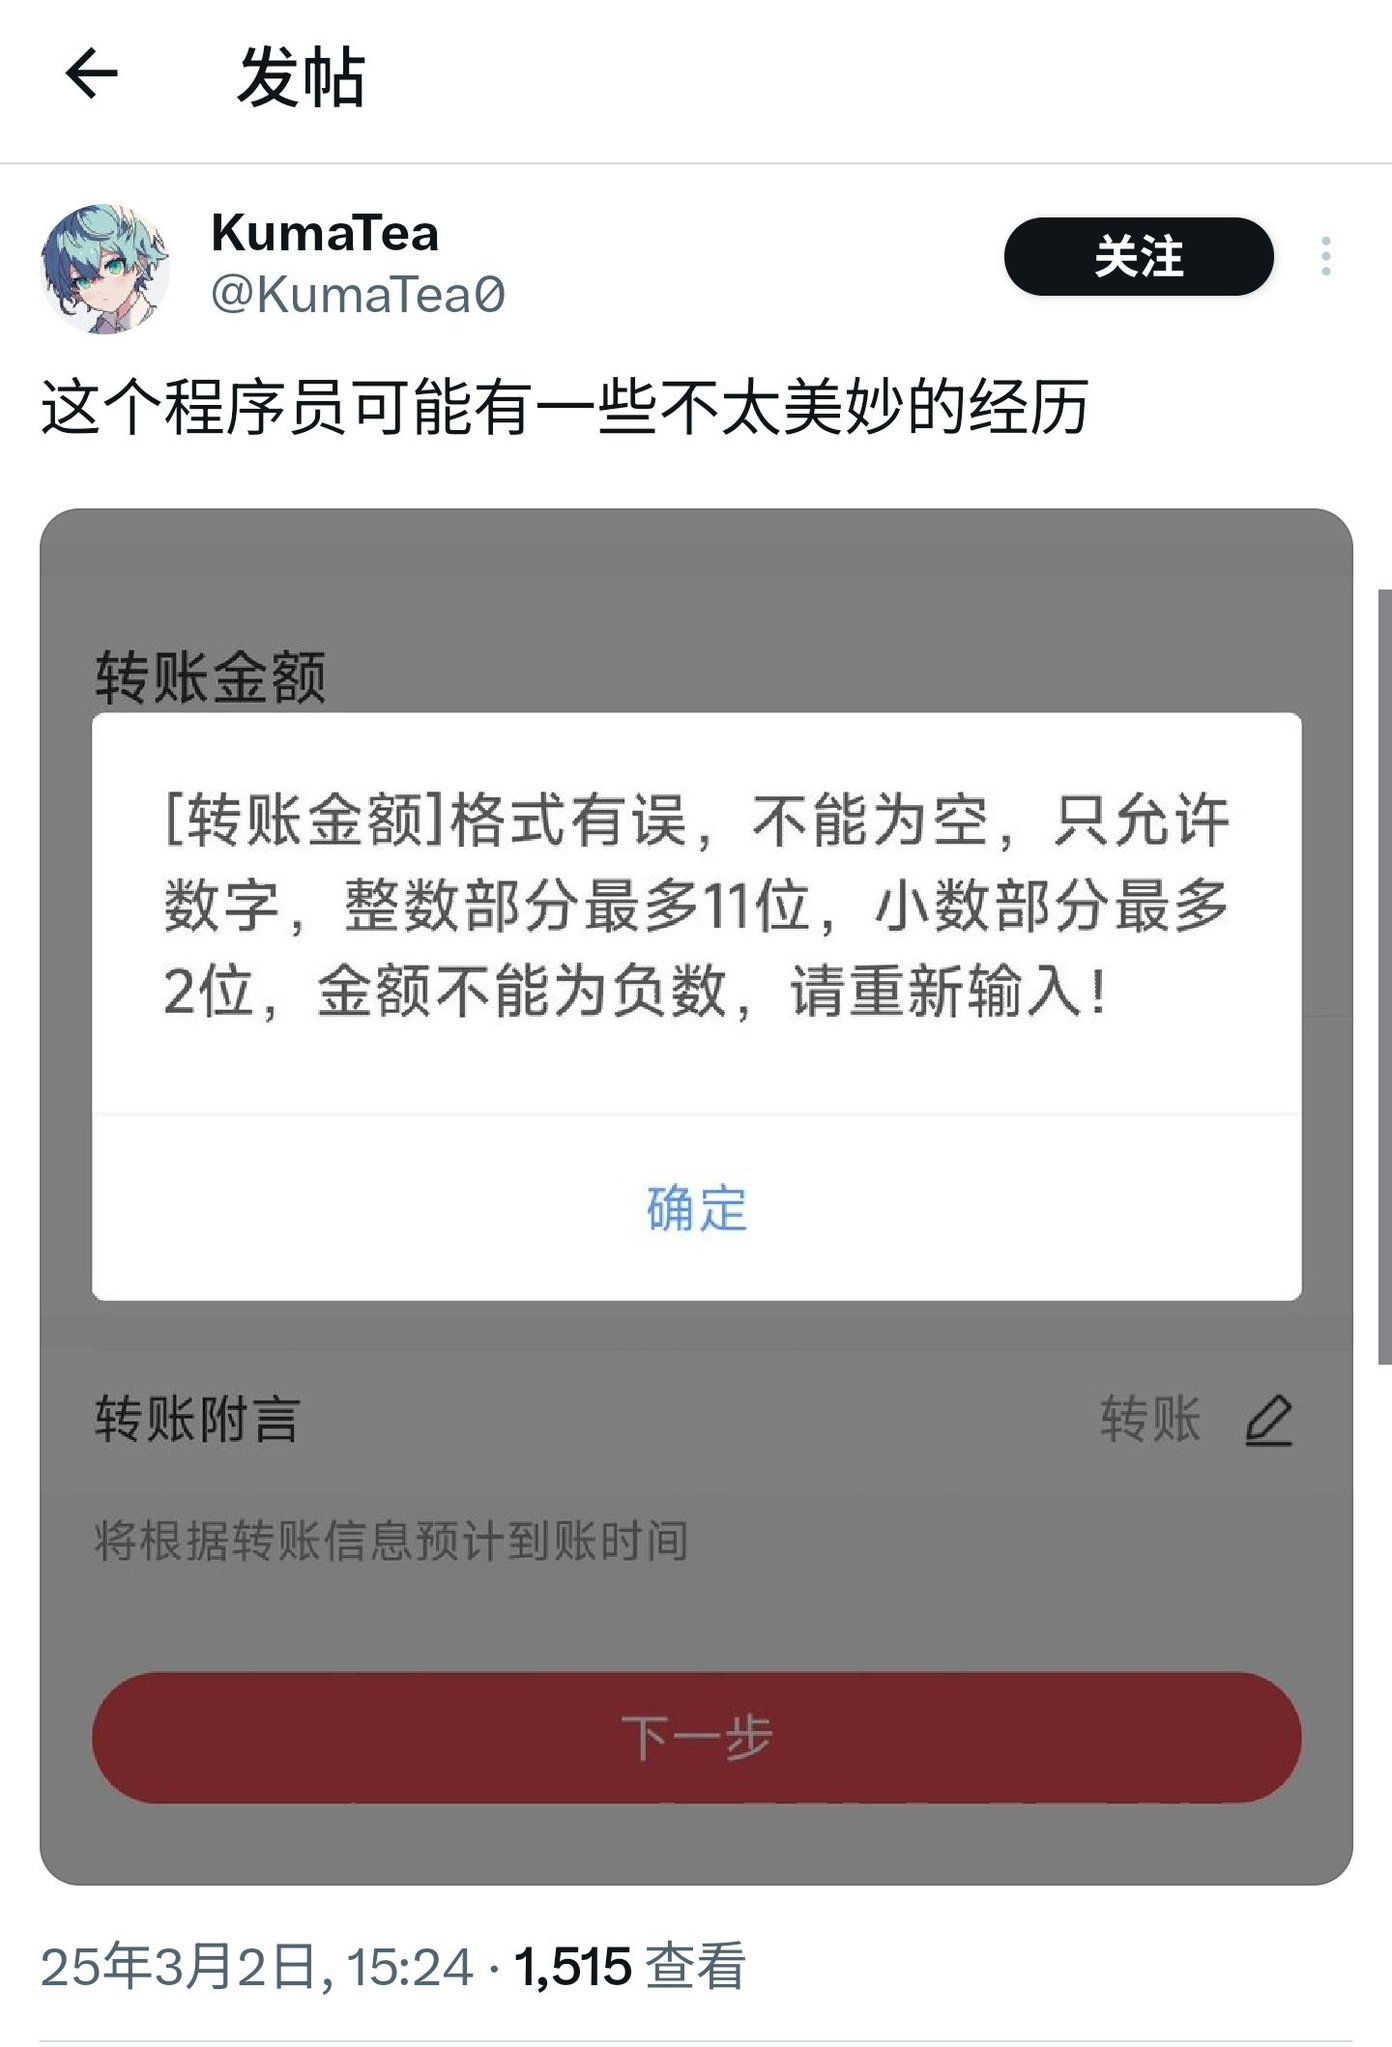 发帖
KumaTea
关注
@KumaTea0
这个程序员可能有一些不太美妙的经历
转账金额
[转账金额]格式有误，不能为空，只允许
数字，整数部分最多11位，小数部分最多
2位，金额不能为负数，请重新输入！
确定
转账附言
转账
将根据转账信息预计到账时间
下一步
25年3月2日, 15:24 · 1,515 查看